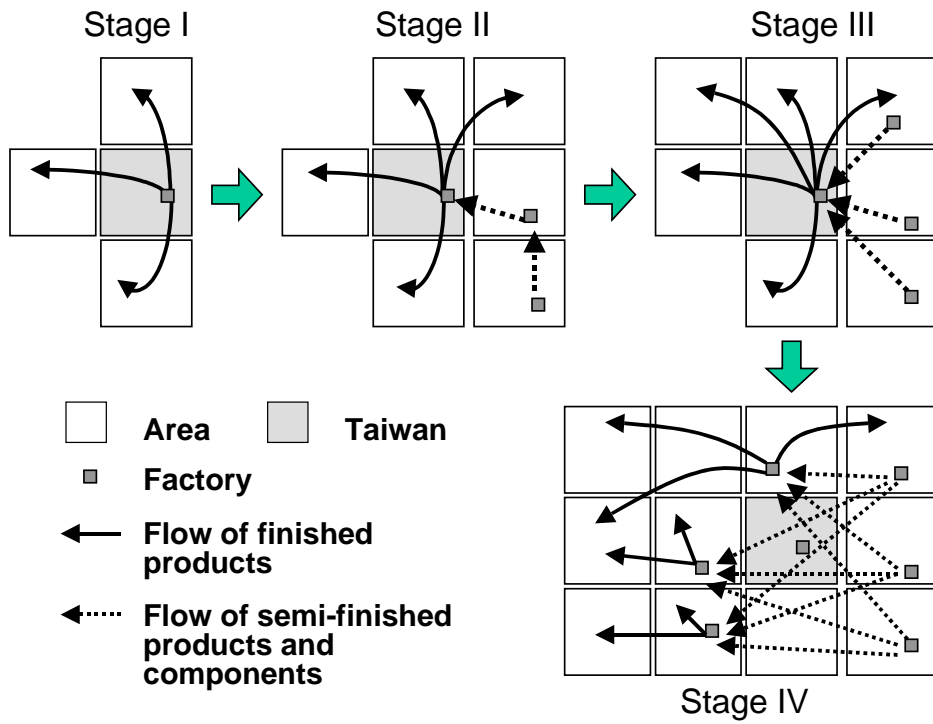 Stage I
Stage II
Stage III
Area
Taiwan
Factory
Flow of finished
products
Flow of semi-finished
products and
components
Stage IV